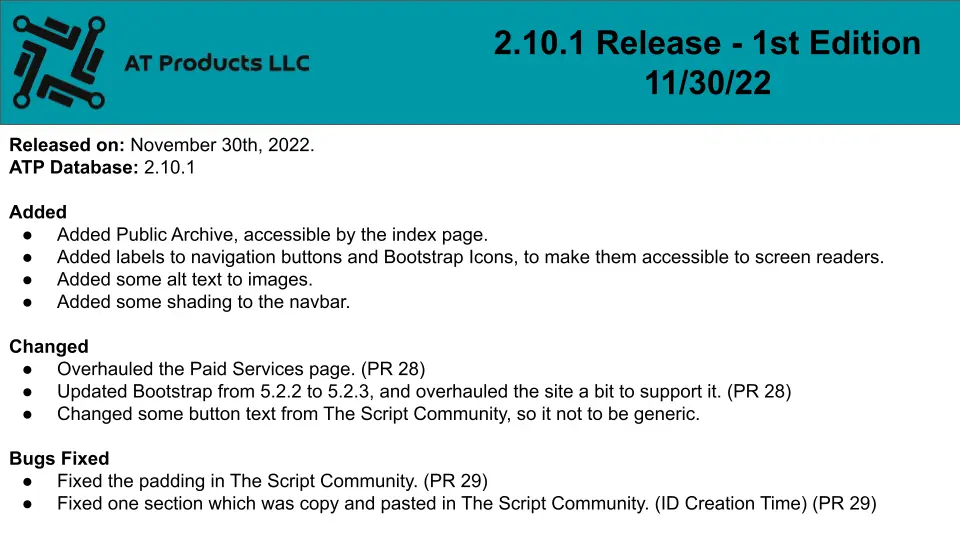 AT Products LLC
2.10.1 Release - 1st Edition
11/30/22
Released on: November 30th, 2022.
ATP Database: 2.10.1
Added
● Added Public Archive, accessible by the index page.
● Added labels to navigation buttons and Bootstrap Icons, to make them accessible to screen readers.
● Added some alt text to images.
● Added some shading to the navbar.
Changed
● Overhauled the Paid Services page. (PR 28)
● Updated Bootstrap from 5.2.2 to 5.2.3, and overhauled the site a bit to support it. (PR 28)
● Changed some button text from The Script Community, so it not to be generic.
Bugs Fixed
● Fixed the padding in The Script Community. (PR 29)
● Fixed one section which was copy and pasted in The Script Community. (ID Creation Time) (PR 29)